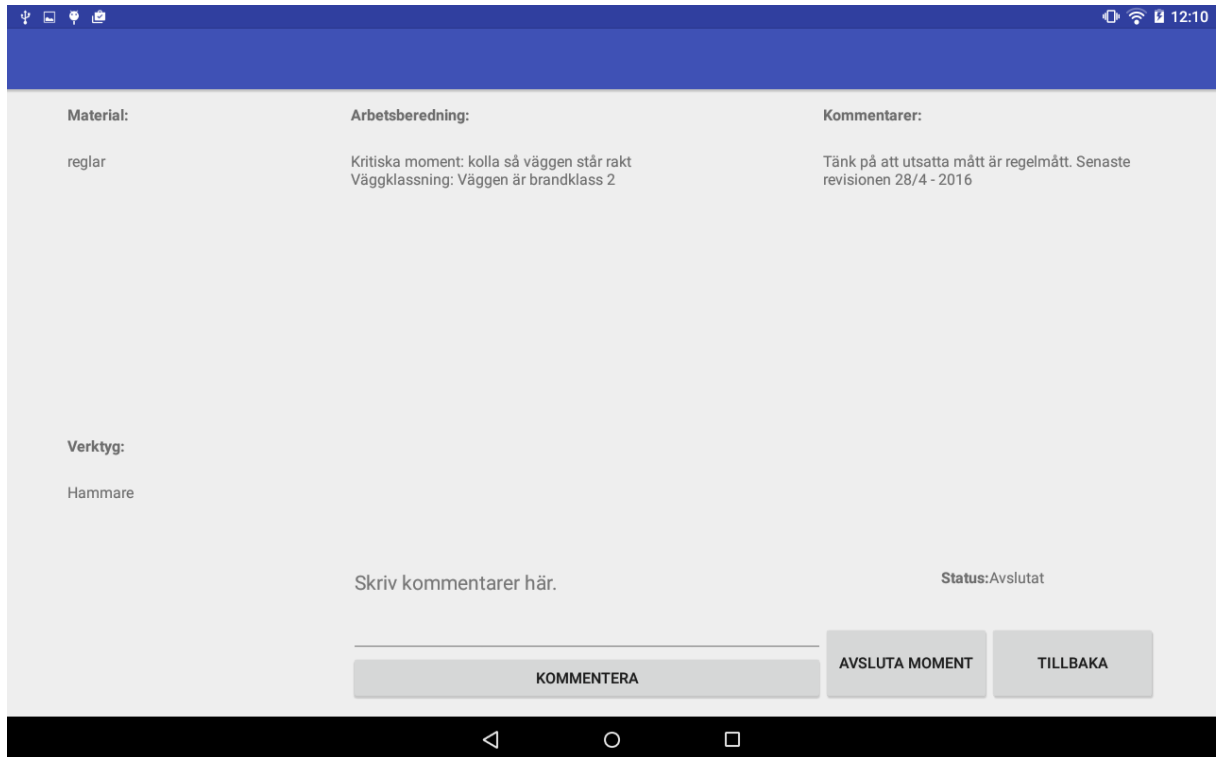 12:10
Material:
Arbetsberedning:
Kommentarer:
reglar
Kritiska moment: kolla så väggen står rakt
Väggklassning: Väggen är brandklass 2
Tänk på att utsatta mått är regelmått. Senaste
revisionen 28/4 - 2016
Verktyg:
Hammare
Skriv kommentarer här.
Status:Avslutat
KOMMENTERA
AVSLUTA MOMENT
TILLBAKA